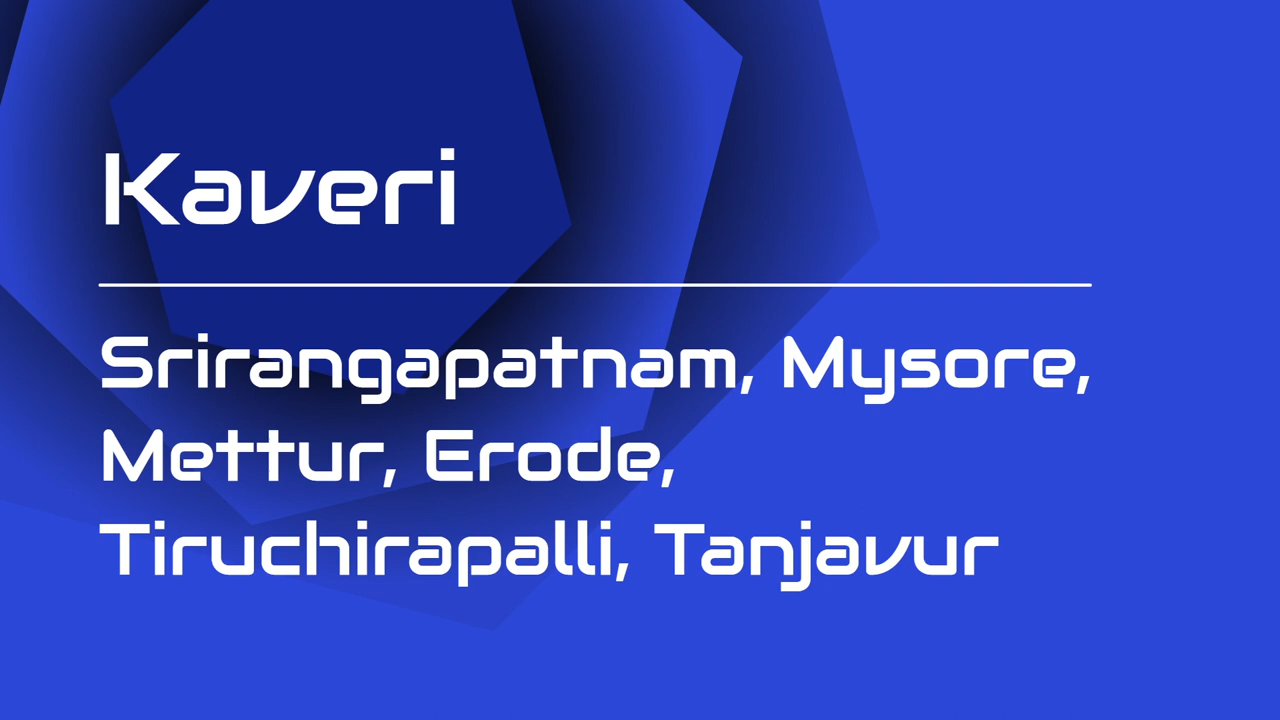 Kaveri
Srirangapatnam, Mysore,
Mettur, Erode,
Tiruchirapalli, Tanjavur